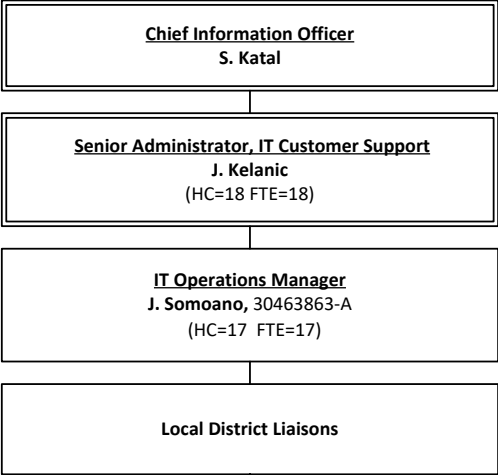 Chief Information Officer
S. Katal
Senior Administrator, IT Customer Support
J. Kelanic
(HC=18 FTE=18)
IT Operations Manager
J. Somoano, 30463863-A
(HC=17 FTE=17)
Local District Liaisons